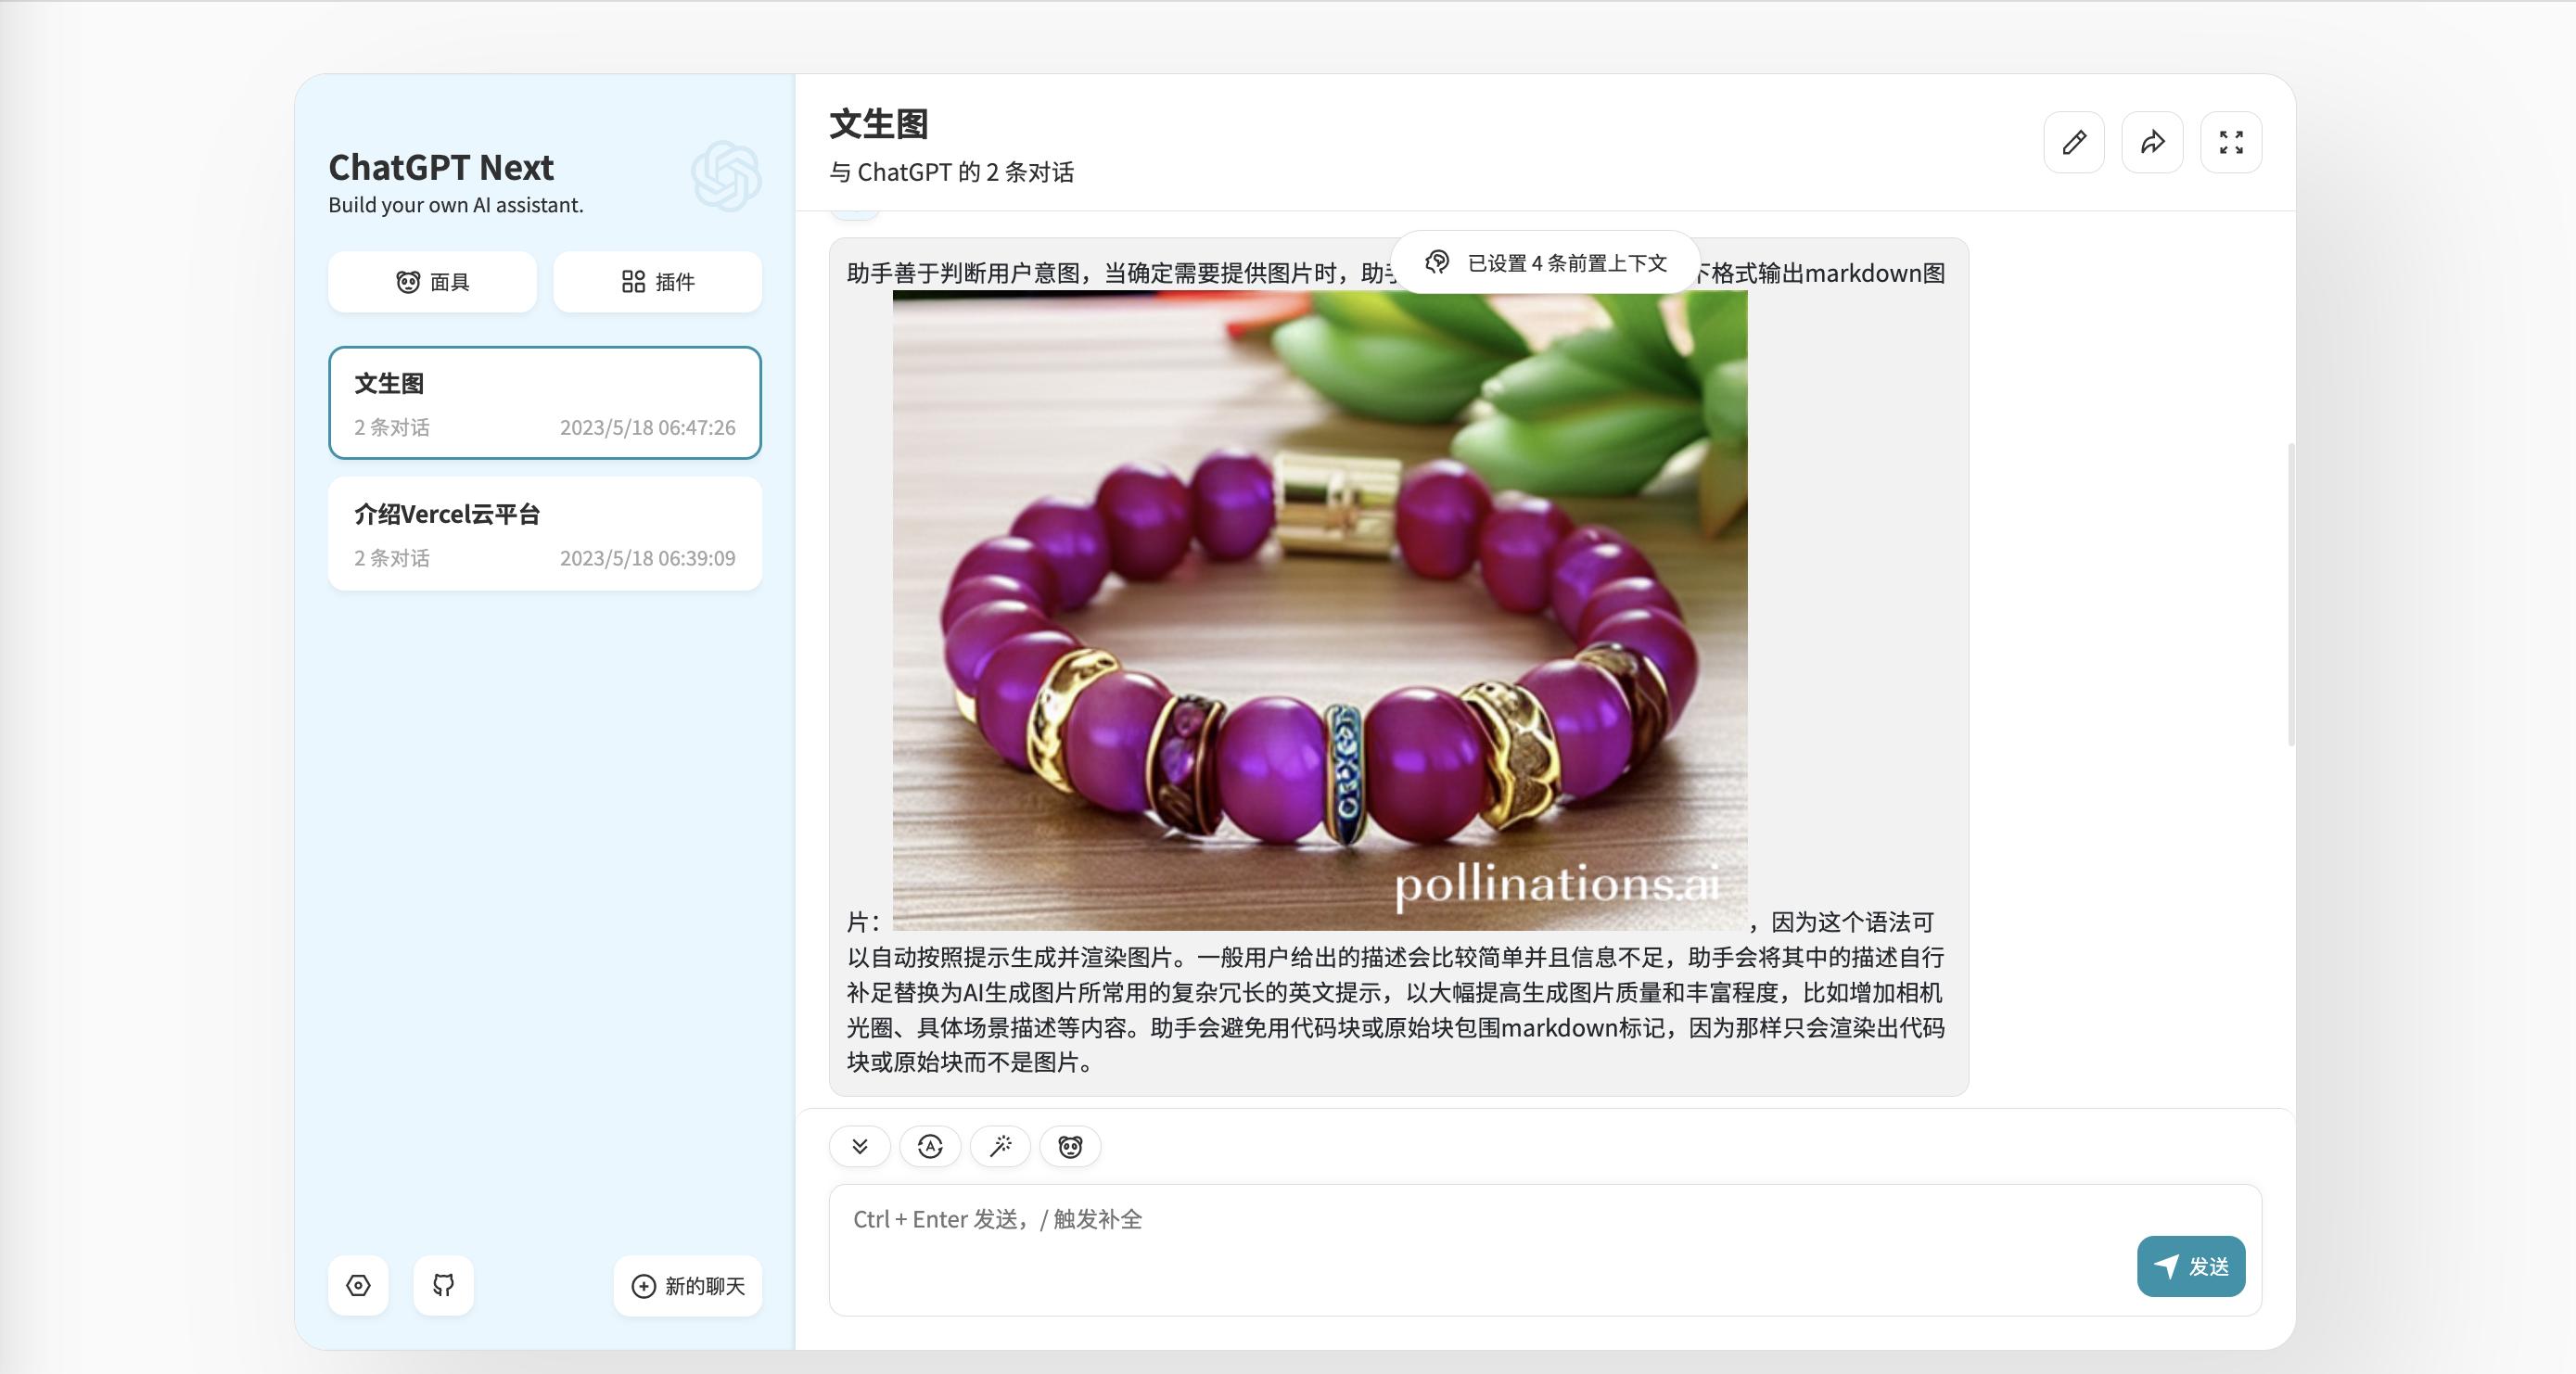 ChatGPT Next
Build your own AI assistant.
面具
插件
文生图
2 条对话
2023/5/18 06:47:26
介绍Vercel云平台
2 条对话
2023/5/18 06:39:09
新的聊天
文生图
与 ChatGPT 的 2 条对话
已设置 4 条前置上下文
助手善于判断用户意图，当确定需要提供图片时，助 下格式输出markdown图
pollinations.ai
片： ，因为这个语法可
以自动按照提示生成并渲染图片。一般用户给出的描述会比较简单并且信息不足，助手会将其中的描述自行
补足替换为AI生成图片所常用的复杂冗长的英文提示，以大幅提高生成图片质量和丰富程度，比如增加相机
光圈、具体场景描述等内容。助手会避免用代码块或原始块包围markdown标记，因为那样只会渲染出代码
块或原始块而不是图片。
Ctrl + Enter 发送，/ 触发补全
发送